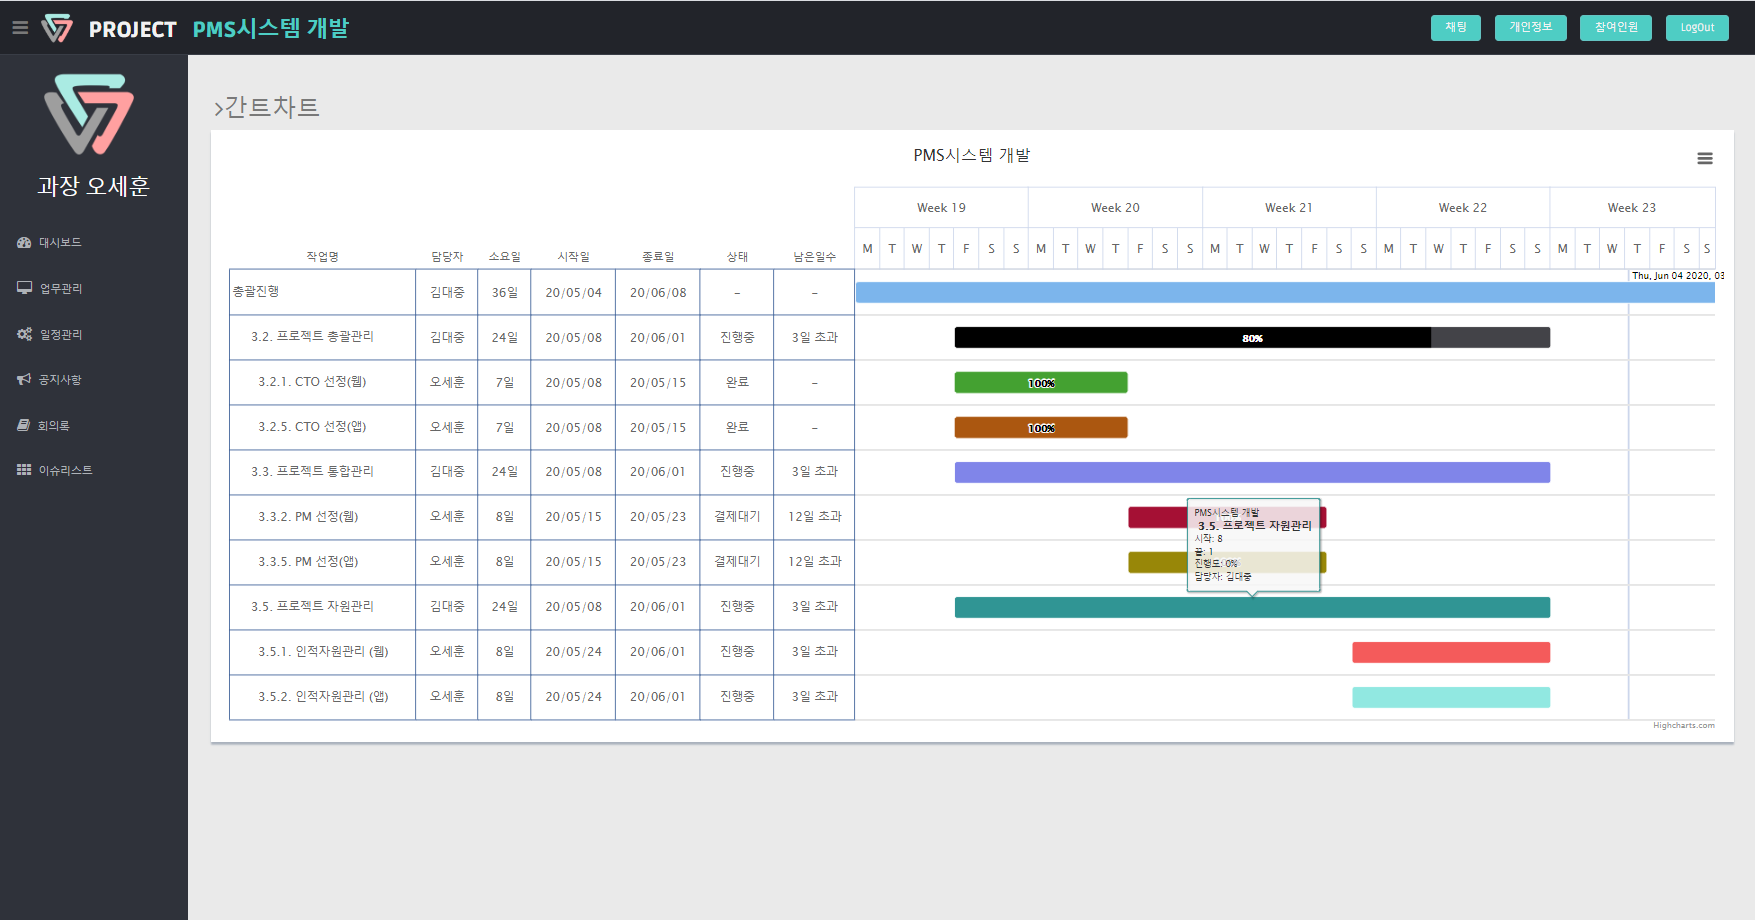 PROJECT PMS시스템 개발
채팅 개인정보 참여인원 LogOut
과장 오세훈
대시보드
업무관리
일정관리
공지사항
회의록
이슈리스트
>간트차트
PMS시스템 개발
Week 19 Week 20 Week 21 Week 22 Week 23
M T W T F S S M T W T F S S M T W T F S S M T W T F S S M T W T F S S
작업명 담당자 소요일 시작일 종료일 상태 남은일수
Thu, Jun 04 2020, 03
총괄진행 김대중 36일 20/05/04 20/06/08 - -
3.2. 프로젝트 총괄관리 김대중 24일 20/05/08 20/06/01 진행중 3일 초과 80%
3.2.1. CTO 선정(웹) 오세훈 7일 20/05/08 20/05/15 완료 - 100%
3.2.5. CTO 선정(앱) 오세훈 7일 20/05/08 20/05/15 완료 - 100%
3.3. 프로젝트 통합관리 김대중 24일 20/05/08 20/06/01 진행중 3일 초과
3.3.2. PM 선정(웹) 오세훈 8일 20/05/15 20/05/23 결제대기 12일 초과
3.3.5. PM 선정(앱) 오세훈 8일 20/05/15 20/05/23 결제대기 12일 초과
PMS시스템 개발
3.5. 프로젝트 자원관리
시작: 8
끝: 1
진행도: 0%
담당자: 김대중
3.5. 프로젝트 자원관리 김대중 24일 20/05/08 20/06/01 진행중 3일 초과
3.5.1. 인적자원관리 (웹) 오세훈 8일 20/05/24 20/06/01 진행중 3일 초과
3.5.2. 인적자원관리 (앱) 오세훈 8일 20/05/24 20/06/01 진행중 3일 초과
Highcharts.com